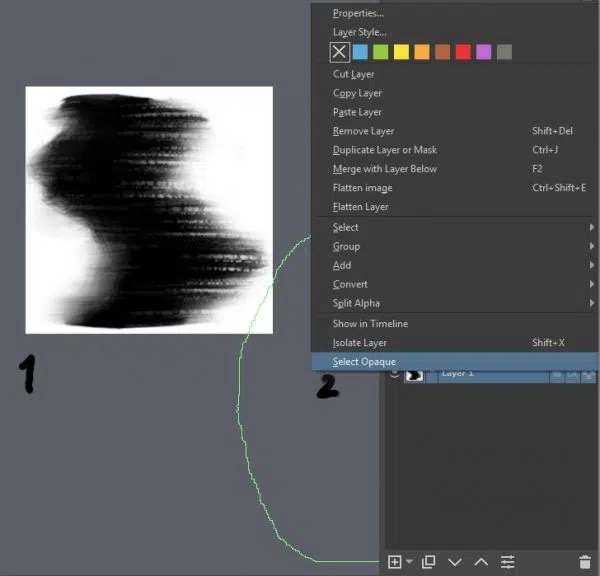 Properties...
Layer Style...
Cut Layer
Copy Layer
Paste Layer
Remove Layer Shift+Del
Duplicate Layer or Mask Ctrl+J
Merge with Layer Below F2
Flatten image Ctrl+Shift+E
Flatten Layer
Select
Group
Add
Convert
Split Alpha
Show in Timeline
Isolate Layer Shift+X
Select Opaque
1
2
Layer 1